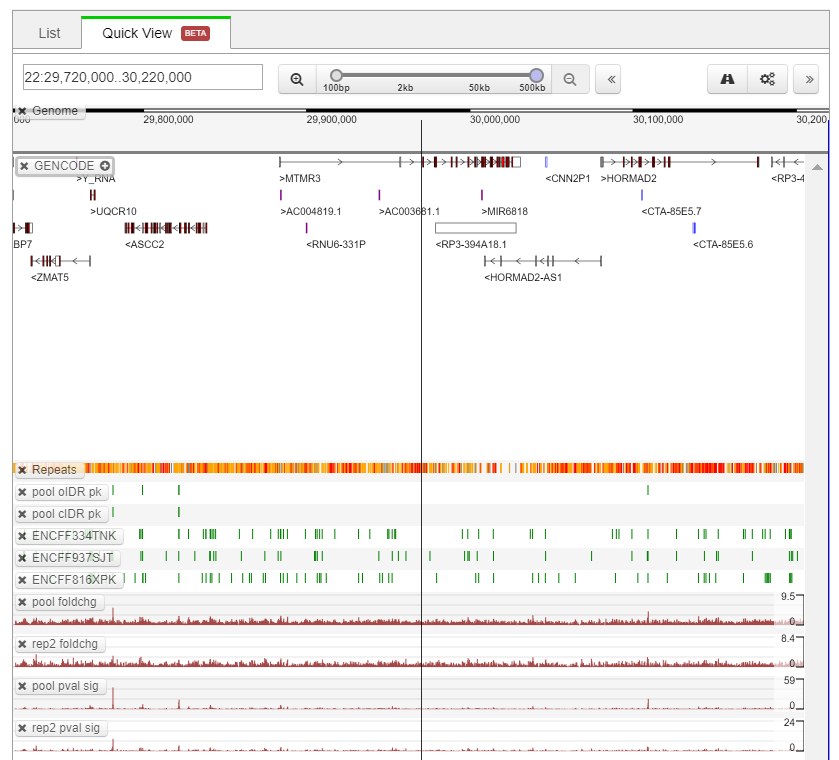 List
Quick View BETA
22:29,720,000..30,220,000
100bp 2kb 50kb 500kb
Genome
29,800,000 29,900,000 30,000,000 30,100,000 30,200
GENCODE
>Y_RNA >MTMR3 <CNN2P1 >HORMAD2 <RP3-4
>UQCR10 >AC004819.1 >AC003681.1 >MIR6818 <CTA-85E5.7
BP7 <ASCC2 <RNU6-331P <RP3-394A18.1 <CTA-85E5.6
<ZMAT5 <HORMAD2-AS1
Repeats
pool oIDR pk
pool cIDR pk
ENCFF334TNK
ENCFF937SJT
ENCFF816XPK
pool foldchg 9.5
0
rep2 foldchg 8.4
0
pool pval sig 59
0
rep2 pval sig 24
0